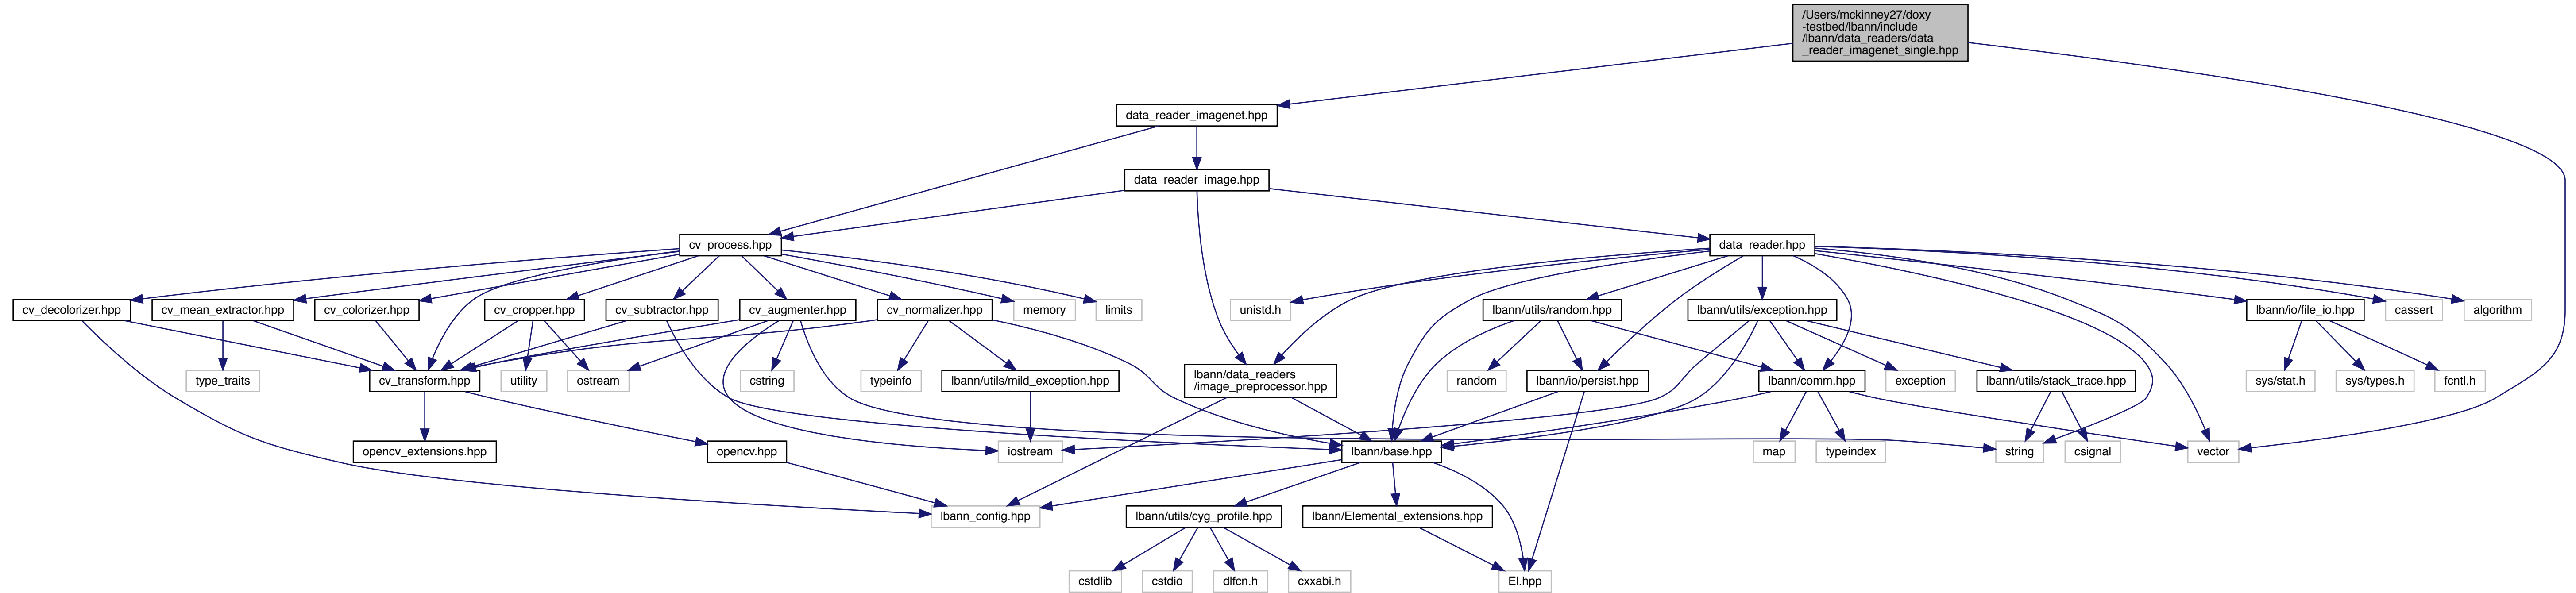 /Users/mckinney27/doxy
-testbed/lbann/include
/lbann/data_readers/data
_reader_imagenet_single.hpp
data_reader_imagenet.hpp
data_reader_image.hpp
cv_process.hpp
data_reader.hpp
cv_decolorizer.hpp
cv_mean_extractor.hpp
cv_colorizer.hpp
cv_cropper.hpp
cv_subtractor.hpp
cv_augmenter.hpp
cv_normalizer.hpp
memory
limits
unistd.h
lbann/utils/random.hpp
lbann/utils/exception.hpp
lbann/io/file_io.hpp
cassert
algorithm
type_traits
cv_transform.hpp
utility
ostream
cstring
typeinfo
lbann/utils/mild_exception.hpp
lbann/data_readers
/image_preprocessor.hpp
random
lbann/io/persist.hpp
lbann/comm.hpp
exception
lbann/utils/stack_trace.hpp
sys/stat.h
sys/types.h
fcntl.h
opencv_extensions.hpp
opencv.hpp
iostream
lbann/base.hpp
map
typeindex
string
csignal
vector
lbann_config.hpp
lbann/utils/cyg_profile.hpp
lbann/Elemental_extensions.hpp
cstdlib
cstdio
dlfcn.h
cxxabi.h
El.hpp